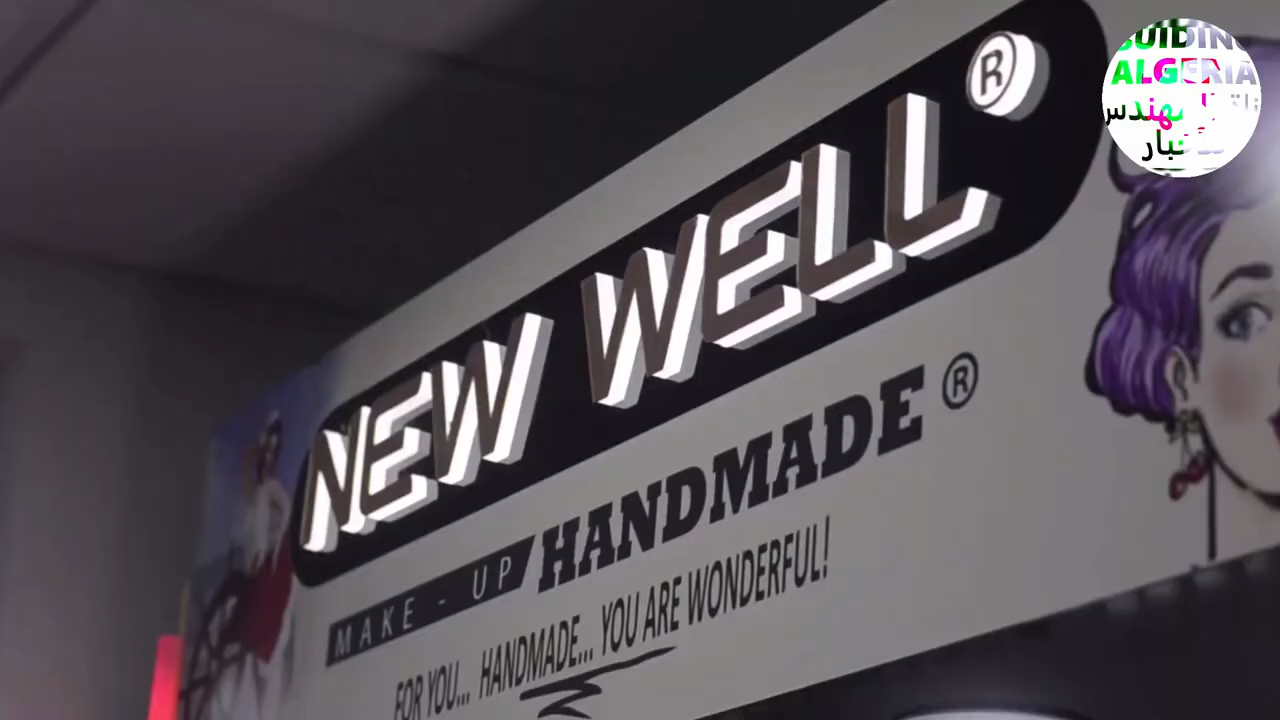 NEW WELL ®
MAKE - UP HANDMADE ®
FOR YOU... HANDMADE... YOU ARE WONDERFUL!
ALGERIA